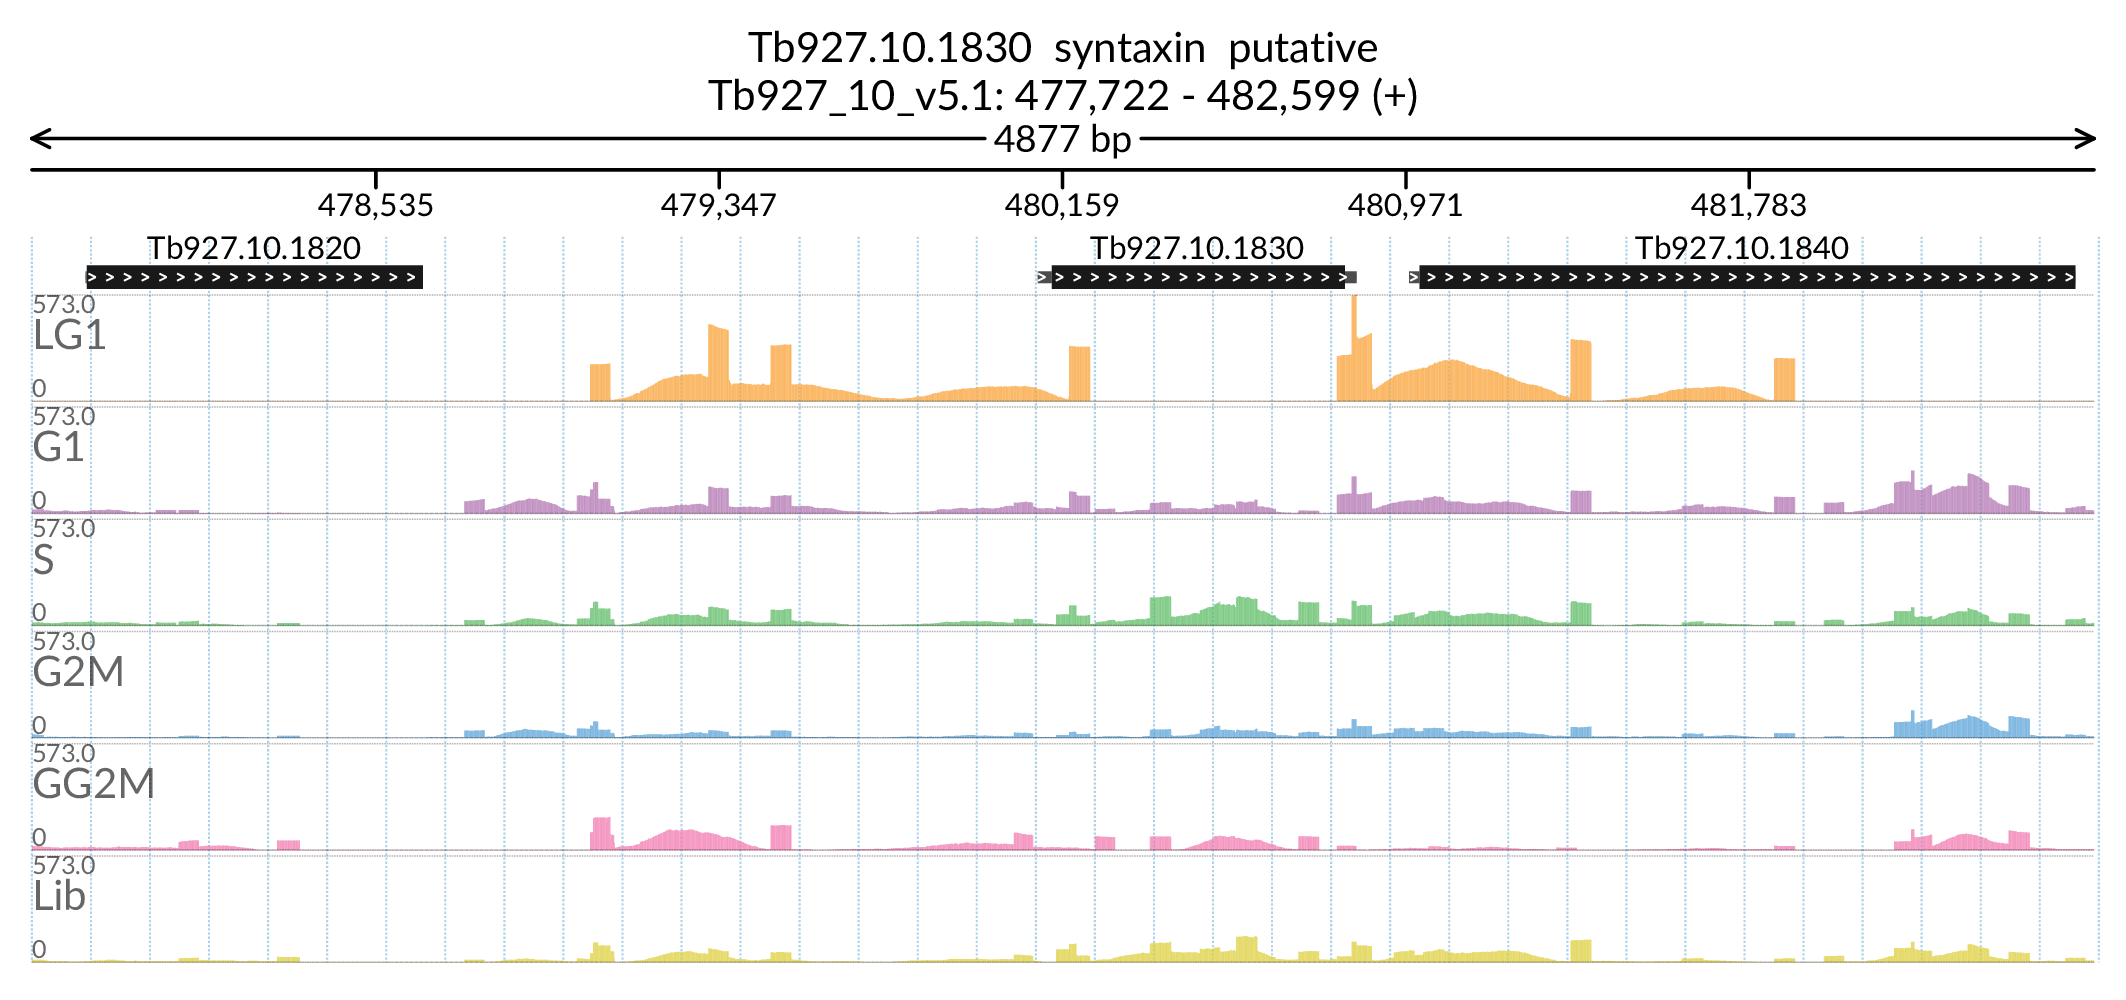 Tb927.10.1830 syntaxin putative
Tb927_10_v5.1: 477,722 - 482,599 (+)
4877 bp
478,535 479,347 480,159 480,971 481,783
Tb927.10.1820 Tb927.10.1830 Tb927.10.1840
573.0
LG1
0
573.0
G1
0
573.0
S
0
573.0
G2M
0
573.0
GG2M
0
573.0
Lib
0